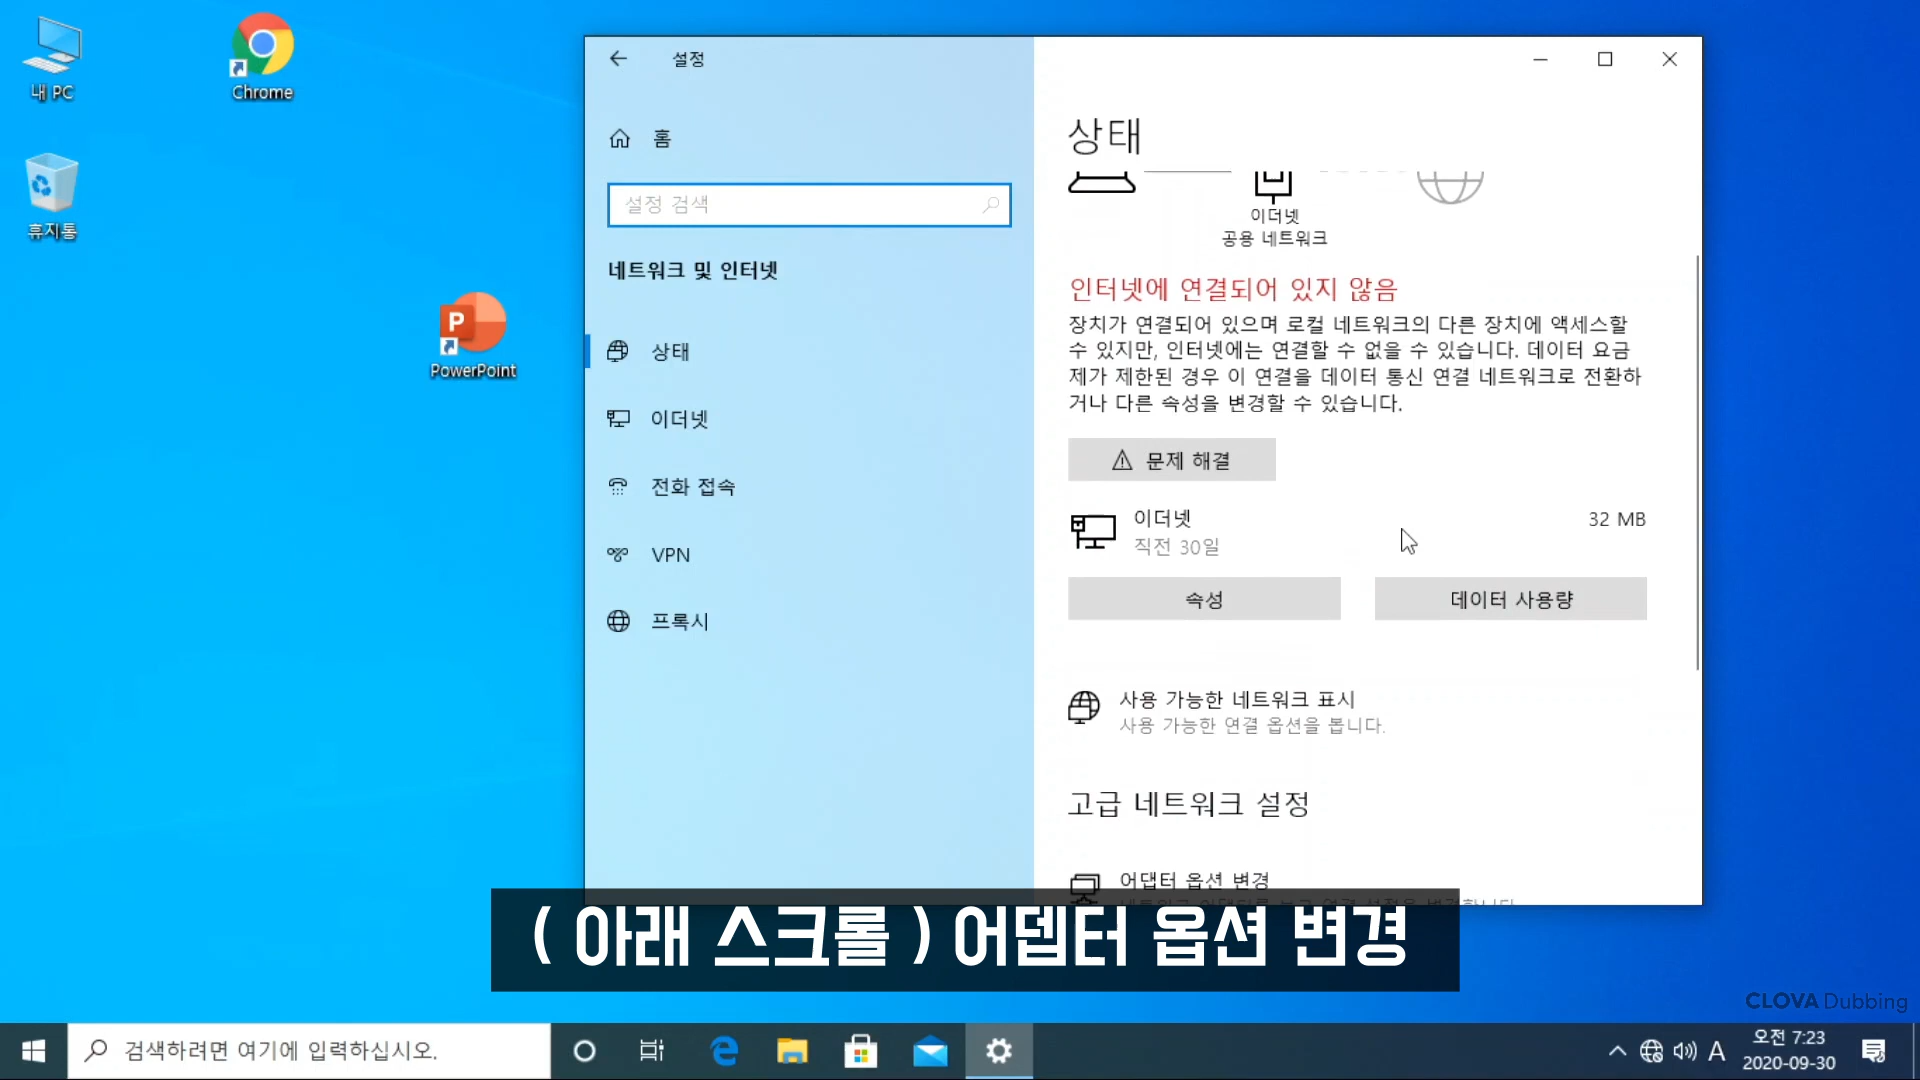 내 PC
Chrome
휴지통
PowerPoint
설정
홈
설정 검색
네트워크 및 인터넷
상태
이더넷
전화 접속
VPN
프록시
상태
이더넷
공용 네트워크
인터넷에 연결되어 있지 않음
장치가 연결되어 있으며 로컬 네트워크의 다른 장치에 액세스할
수 있지만, 인터넷에는 연결할 수 없을 수 있습니다. 데이터 요금
제가 제한된 경우 이 연결을 데이터 통신 연결 네트워크로 전환하
거나 다른 속성을 변경할 수 있습니다.
문제 해결
이더넷
32 MB
직전 30일
속성
데이터 사용량
사용 가능한 네트워크 표시
사용 가능한 연결 옵션을 봅니다.
고급 네트워크 설정
어댑터 옵션 변경
( 아래 스크롤 ) 어뎁터 옵션 변경
CLOVA Dubbing
검색하려면 여기에 입력하십시오.
A
오전 7:23
2020-09-30